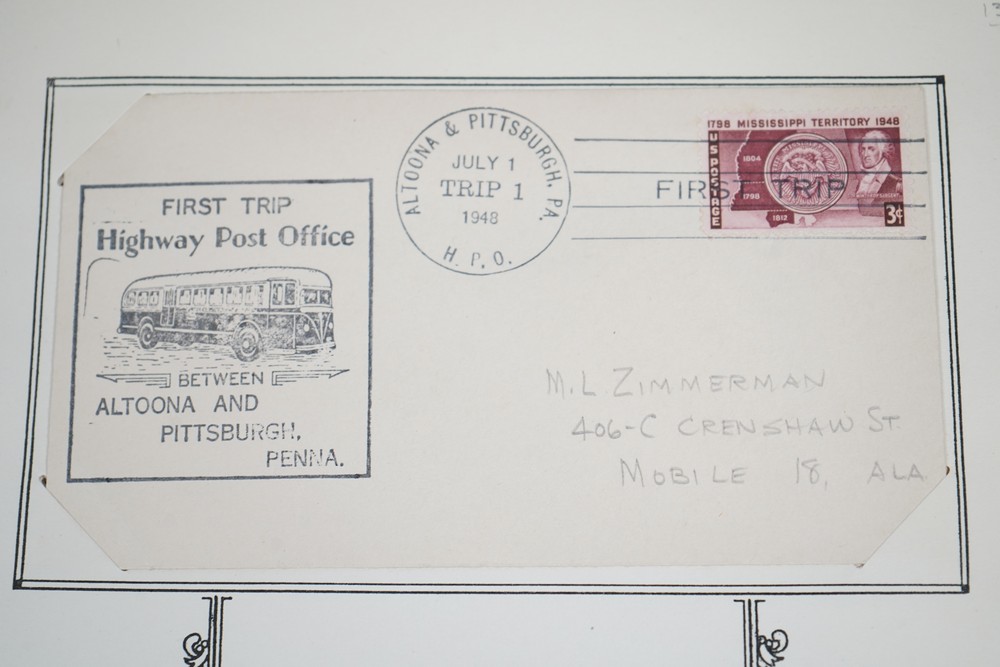 13
FIRST TRIP
Highway Post Office
BETWEEN
ALTOONA AND
PITTSBURGH,
PENNA.
ALTOONA & PITTSBURGH, PA.
JULY 1
TRIP 1
1948
H. P. O.
FIRST TRIP
1798 MISSISSIPPI TERRITORY 1948
U S POSTAGE
1804
1798
1812
3¢
M. L ZIMMERMAN
406-C CRENSHAW ST.
MOBILE 18, ALA